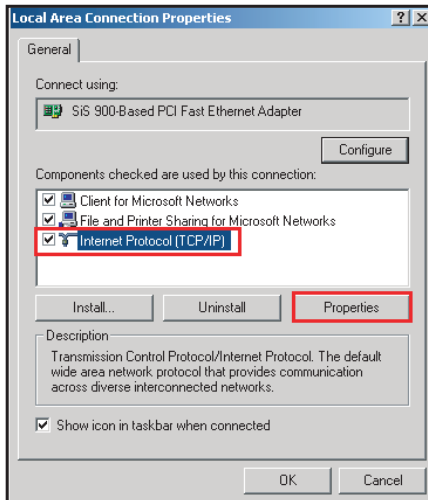 Local Area Connection Properties
General
Connect using:
SiS 900-Based PCI Fast Ethernet Adapter
Configure
Components checked are used by this connection:
Client for Microsoft Networks
File and Printer Sharing for Microsoft Networks
Internet Protocol (TCP/IP)
Install...
Uninstall
Properties
Description
Transmission Control Protocol/Internet Protocol. The default
wide area network protocol that provides communication
across diverse interconnected networks.
Show icon in taskbar when connected
OK
Cancel